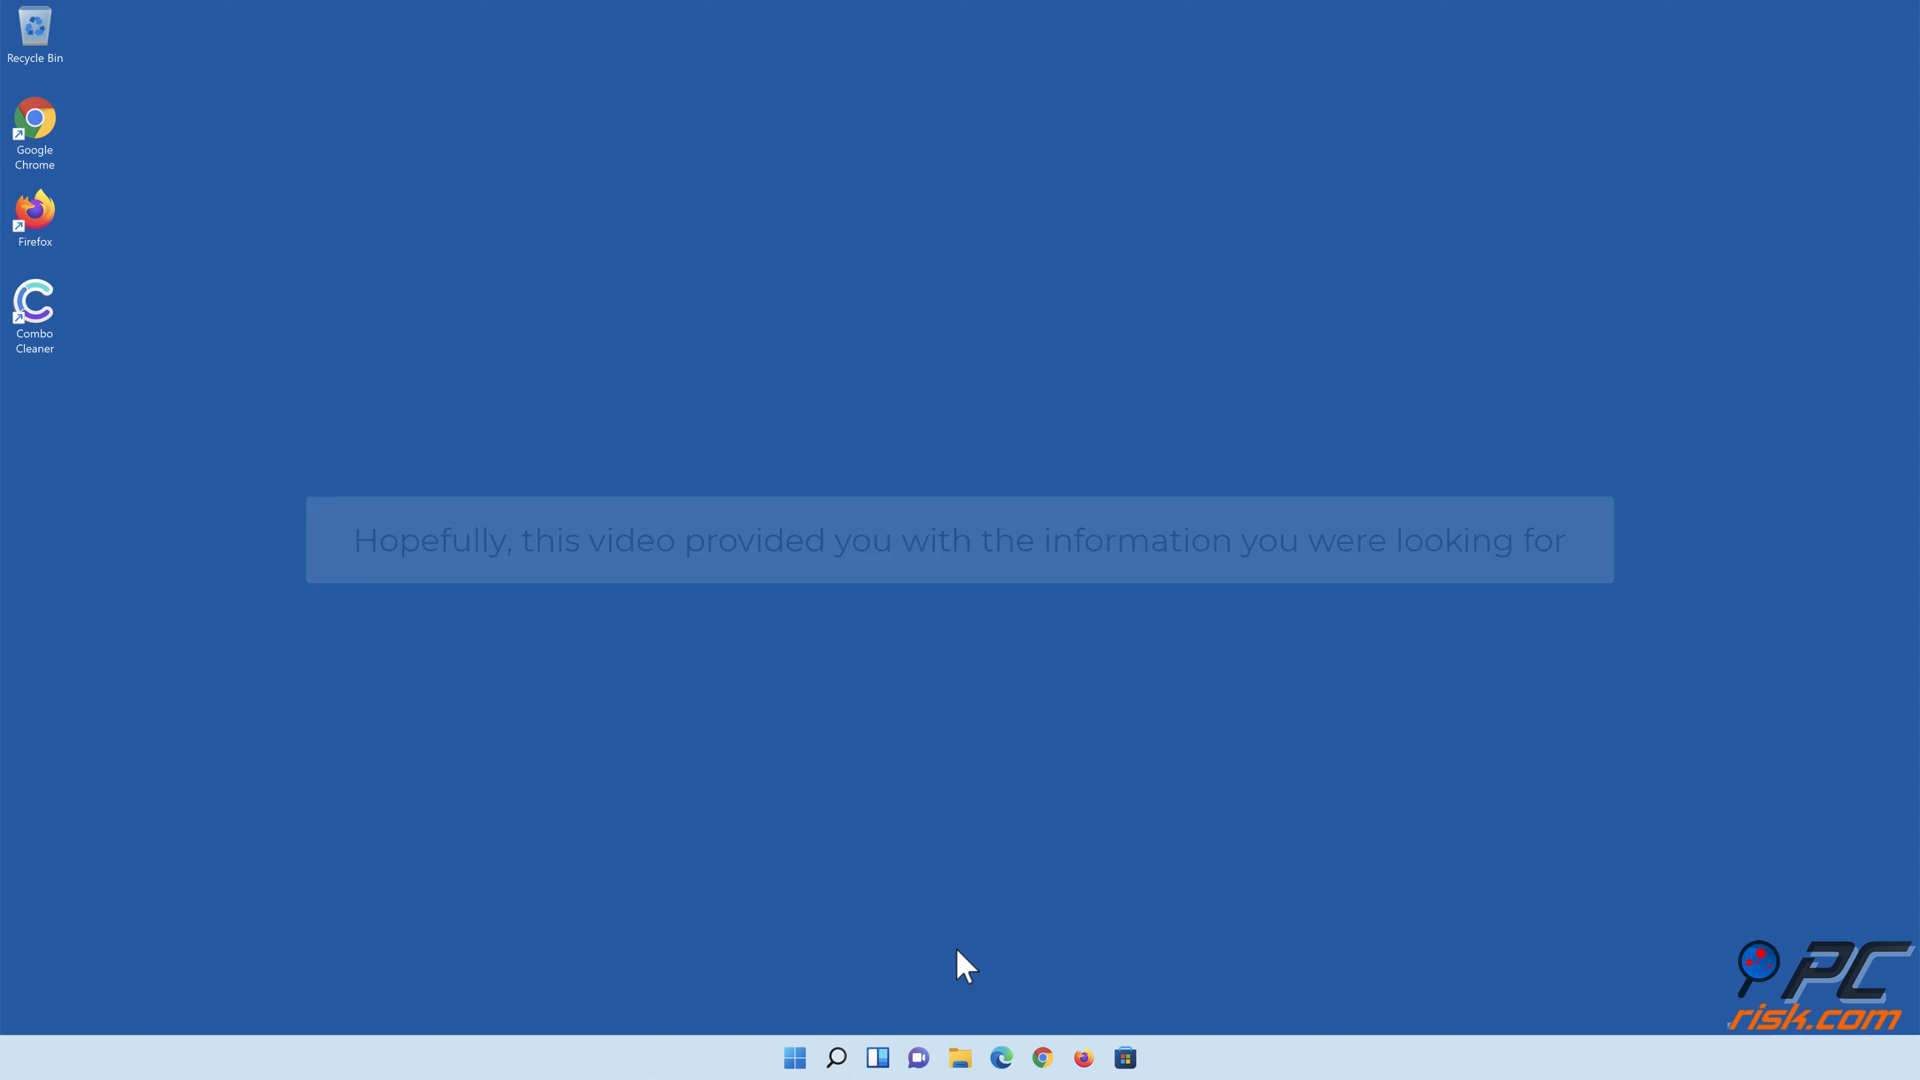 Recycle Bin
Google
Chrome
Firefox
Combo
Cleaner
Hopefully, this video provided you with the information you were looking for
PC
risk.com